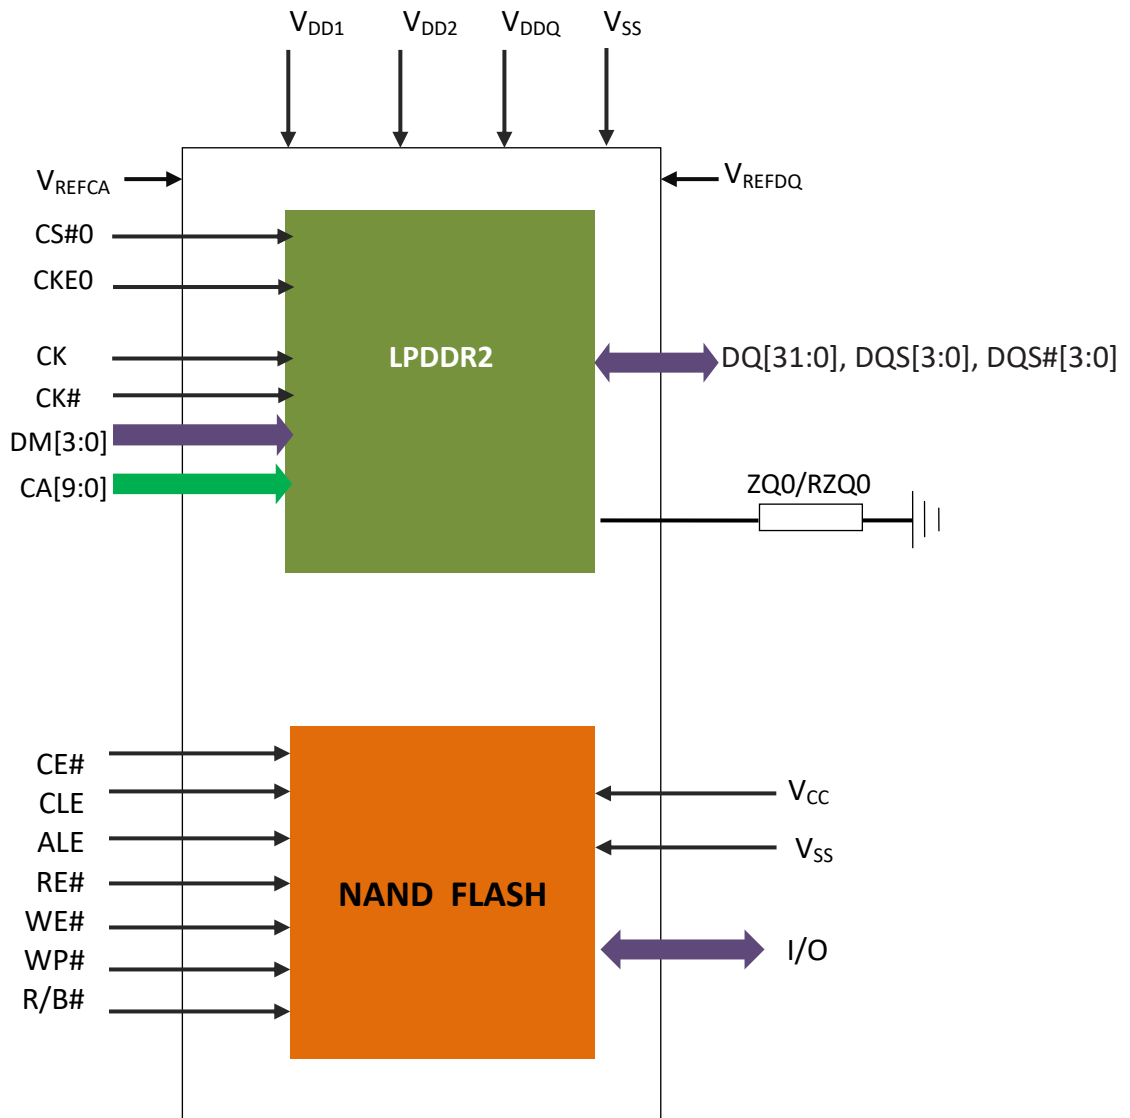 VDD1
VDD2
VDDQ
VSS
VREFCA
VREFDQ
CS#0
CKE0
CK
LPDDR2
DQ[31:0], DQS[3:0], DQS#[3:0]
CK#
DM[3:0]
CA[9:0]
ZQ0/RZQ0
CE#
CLE
VCC
ALE
VSS
RE#
NAND FLASH
WE#
I/O
WP#
R/B#